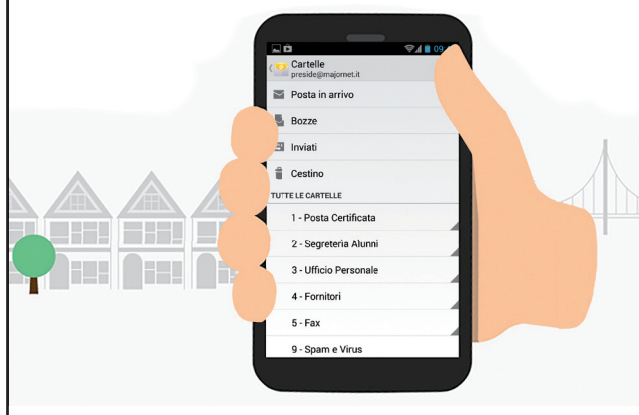 Cartelle
preside@majornet.it
Posta in arrivo
Bozze
Inviati
Cestino
TUTTE LE CARTELLE
1 - Posta Certificata
2 - Segreteria Alunni
3 - Ufficio Personale
4 - Fornitori
5 - Fax
9 - Spam e Virus